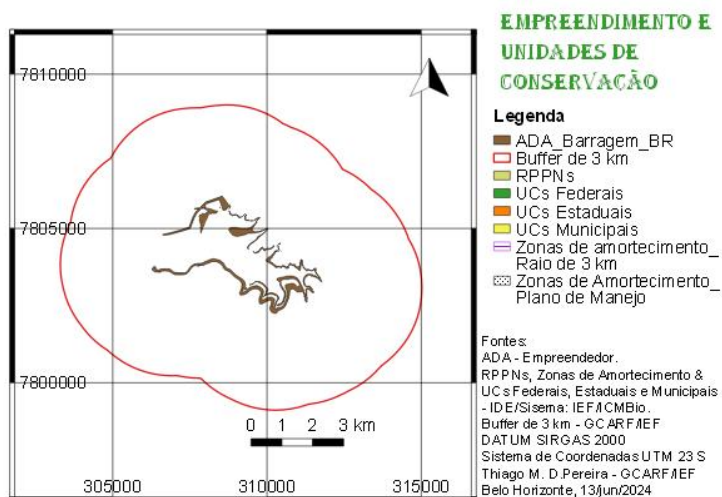 EMPREENDIMENTO E
UNIDADES DE
CONSERVAÇÃO
Legenda
ADA_Barragem_BR
Buffer de 3 km
RPPNs
UCs Federais
UCs Estaduais
UCs Municipais
Zonas de amortecimento_
Raio de 3 km
Zonas de Amortecimento_
Plano de Manejo
Fontes:
ADA - Empreendedor.
RPPNs, Zonas de Amortecimento &
UCs Federais, Estaduais e Municipais
- IDE/Sisema: IEF/ICMBio.
Buffer de 3 km - GCARF/IEF
DATUM SIRGAS 2000
Sistema de Coordenadas UTM 23 S
Thiago M. D.Pereira - GCARF/IEF
Belo Horizonte, 13/jun/2024
7810000
7805000
7800000
0 1 2 3 km
305000 310000 315000